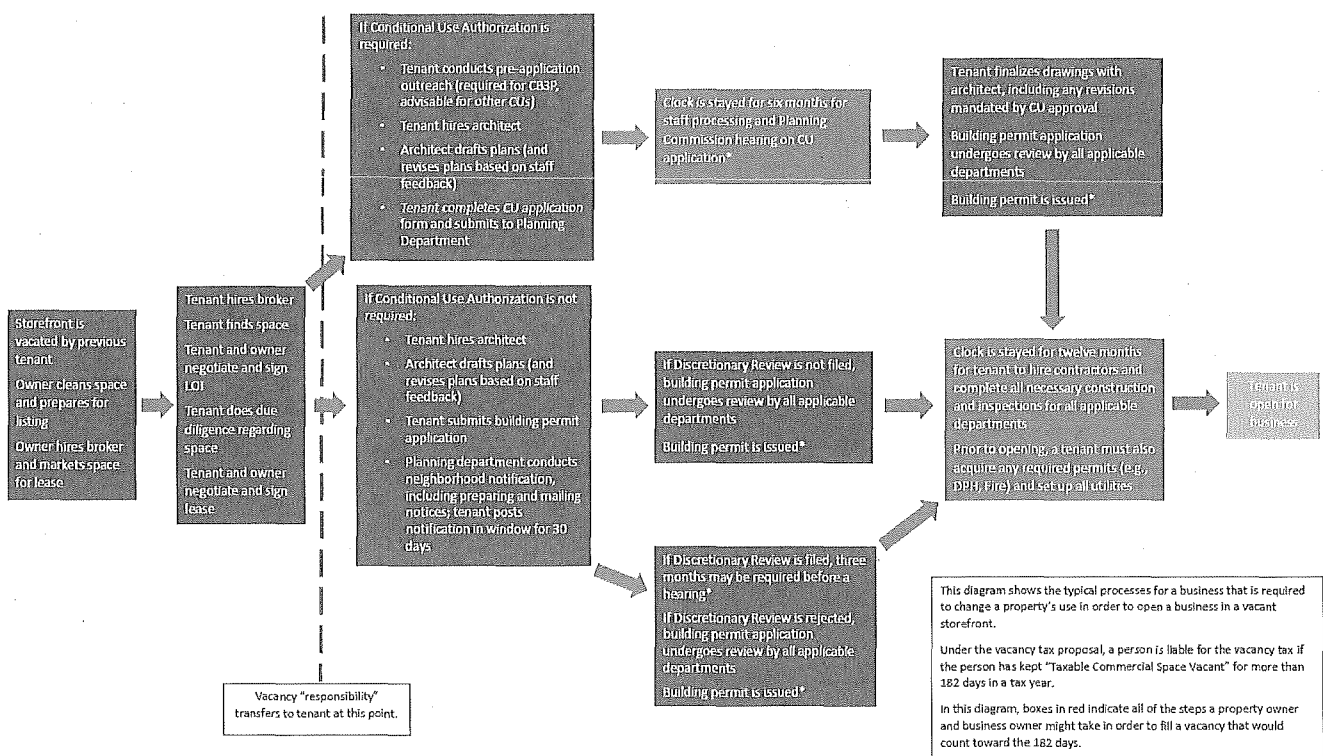 Storefront is
vacated by previous
tenant
Owner cleans space
and prepares for
listing
Owner hires broker
and markets space
for lease
Tenant hires broker
Tenant finds space
Tenant and owner
negotiate and sign
LOI
Tenant does due
diligence regarding
space
Tenant and owner
negotiate and sign
lease
If Conditional Use Authorization is
required:
• Tenant conducts pre-application
outreach (required for CB3P,
advisable for other CUs)
• Tenant hires architect
• Architect drafts plans (and
revises plans based on staff
feedback)
• Tenant completes CU application
form and submits to Planning
Department
Clock is stayed for six months for
staff processing and Planning
Commission hearing on CU
application*
Tenant finalizes drawings with
architect, including any revisions
mandated by CU approval
Building permit application
undergoes review by all applicable
departments
Building permit is issued*
If Conditional Use Authorization is not
required:
• Tenant hires architect
• Architect drafts plans (and
revises plans based on staff
feedback)
• Tenant submits building permit
application
• Planning department conducts
neighborhood notification,
including preparing and mailing
notices; tenant posts
notification in window for 30
days
If Discretionary Review is not filed,
building permit application
undergoes review by all applicable
departments
Building permit is issued*
If Discretionary Review is filed, three
months may be required before a
hearing*
If Discretionary Review is rejected,
building permit application
undergoes review by all applicable
departments
Building permit is issued*
Clock is stayed for twelve months
for tenant to hire contractors and
complete all necessary construction
and inspections for all applicable
departments
Prior to opening, a tenant must also
acquire any required permits (e.g.,
DPH, Fire) and set up all utilities
Tenant is
open for
business
Vacancy "responsibility"
transfers to tenant at this point.
This diagram shows the typical processes for a business that is required
to change a property's use in order to open a business in a vacant
storefront.
Under the vacancy tax proposal, a person is liable for the vacancy tax if
the person has kept "Taxable Commercial Space Vacant" for more than
182 days in a tax year.
In this diagram, boxes in red indicate all of the steps a property owner
and business owner might take in order to fill a vacancy that would
count toward the 182 days.